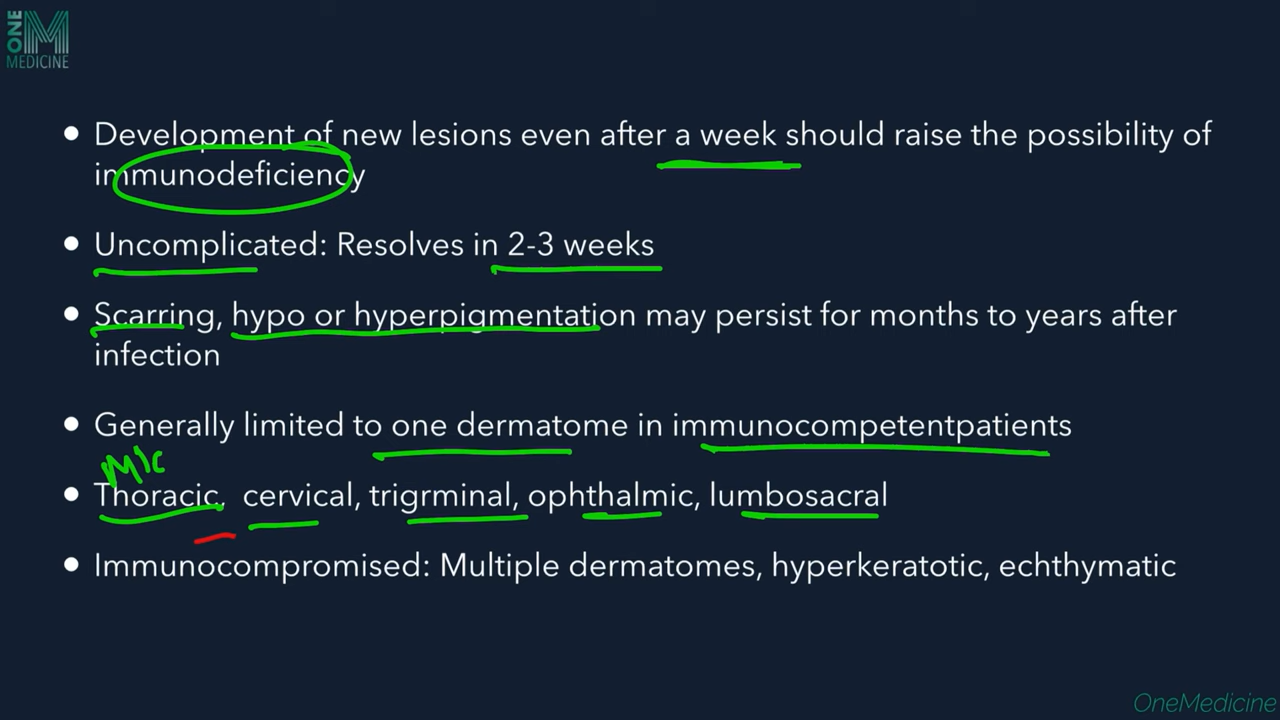 ONE M
MEDICINE
• Development of new lesions even after a week should raise the possibility of
immunodeficiency
• Uncomplicated: Resolves in 2-3 weeks
• Scarring, hypo or hyperpigmentation may persist for months to years after
infection
• Generally limited to one dermatome in immunocompetentpatients
MIC
• Thoracic, cervical, trigrminal, ophthalmic, lumbosacral
• Immunocompromised: Multiple dermatomes, hyperkeratotic, echthymatic
OneMedicine